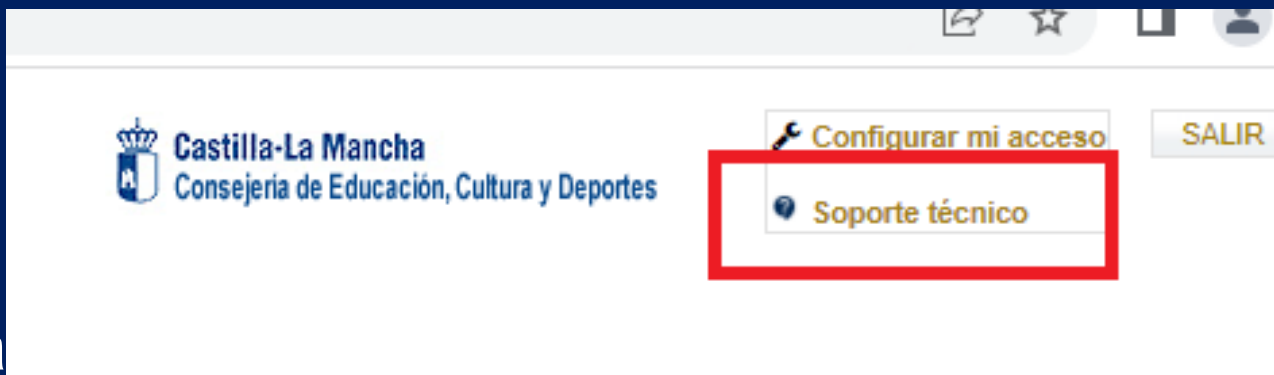 Castilla-La Mancha
Consejería de Educación, Cultura y Deportes
Configurar mi acceso
SALIR
Soporte técnico